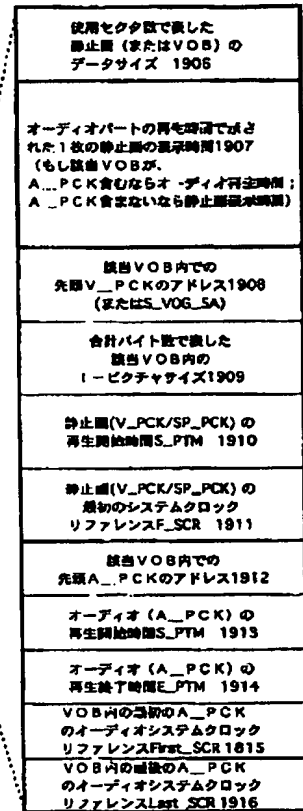 使用セクタ数で表した
静止画（またはVOB）の
データサイズ 1906
オーディオパートの再生時間で示さ
れた1枚の静止画の表示時間1907
（もし該当VOBが、
A__PCK含むならオーディオ再生時間；
A__PCK含まないなら静止画表示時間）
該当VOB内での
先頭V__PCKのアドレス1908
(またはS_VOG_SA)
合計バイト数で表した
該当VOB内の
Iーピクチャサイズ1909
静止画(V_PCK/SP_PCK)の
再生開始時間S_PTM 1910
静止画(V_PCK/SP_PCK)の
最初のシステムクロック
リファレンスF_SCR 1911
該当VOB内での
先頭A__PCKのアドレス1912
オーディオ（A__PCK）の
再生開始時間S_PTM 1913
オーディオ（A__PCK）の
再生終了時間E_PTM 1914
VOB内の最初のA__PCK
のオーディオシステムクロック
リファレンスFirst_SCR 1815
VOB内の最後のA__PCK
のオーディオシステムクロック
リファレンスLast_SCR 1916